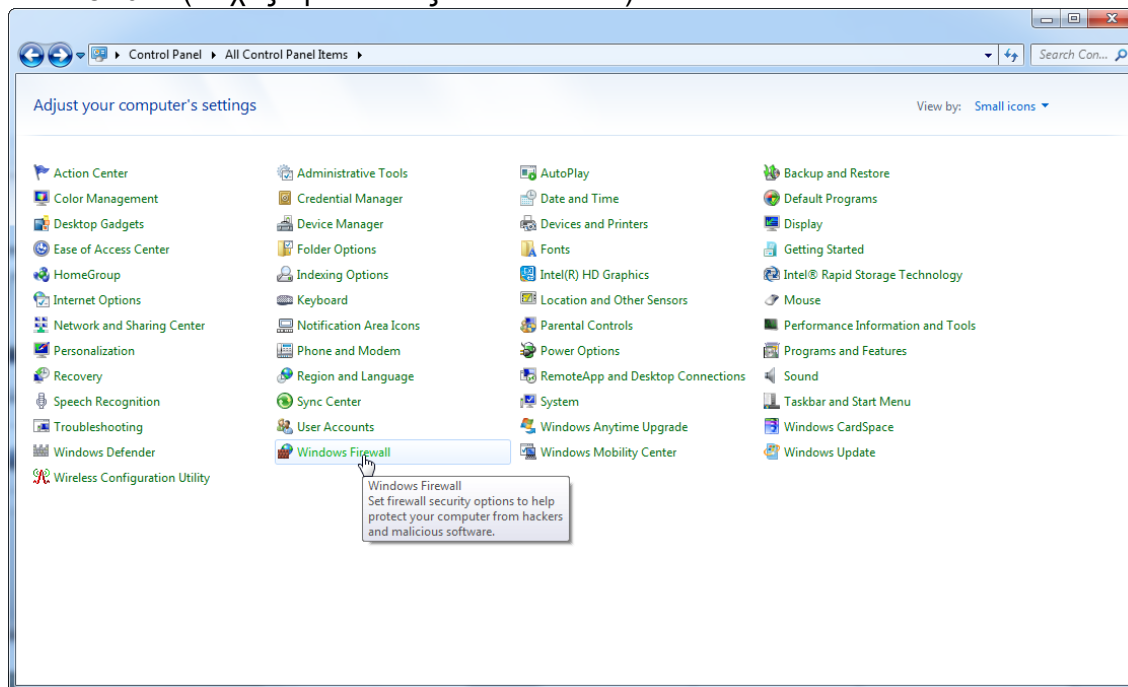 Control Panel All Control Panel Items
Search Con...
Adjust your computer's settings
View by: Small icons
Action Center Administrative Tools AutoPlay Backup and Restore
Color Management Credential Manager Date and Time Default Programs
Desktop Gadgets Device Manager Devices and Printers Display
Ease of Access Center Folder Options Fonts Getting Started
HomeGroup Indexing Options Intel(R) HD Graphics Intel® Rapid Storage Technology
Internet Options Keyboard Location and Other Sensors Mouse
Network and Sharing Center Notification Area Icons Parental Controls Performance Information and Tools
Personalization Phone and Modem Power Options Programs and Features
Recovery Region and Language RemoteApp and Desktop Connections Sound
Speech Recognition Sync Center System Taskbar and Start Menu
Troubleshooting User Accounts Windows Anytime Upgrade Windows CardSpace
Windows Defender Windows Firewall Windows Mobility Center Windows Update
Wireless Configuration Utility
Windows Firewall
Set firewall security options to help
protect your computer from hackers
and malicious software.